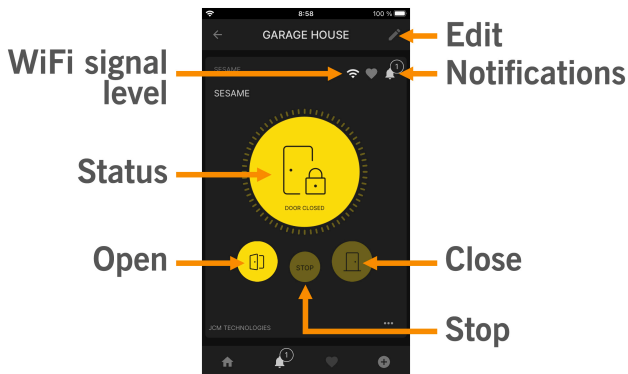 8:58
100 %
GARAGE HOUSE
Edit
WiFi signal
level
Notifications
SESAME
1
SESAME
Status
DOOR CLOSED
Open
STOP
Close
Stop
JCM TECHNOLOGIES
1